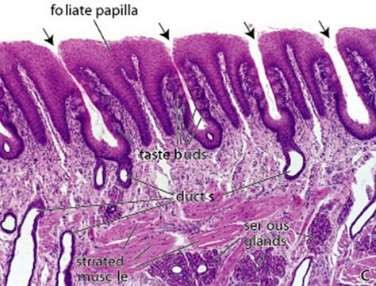 foliate papilla
taste buds
ducts
serous
glands
striated
muscle
C